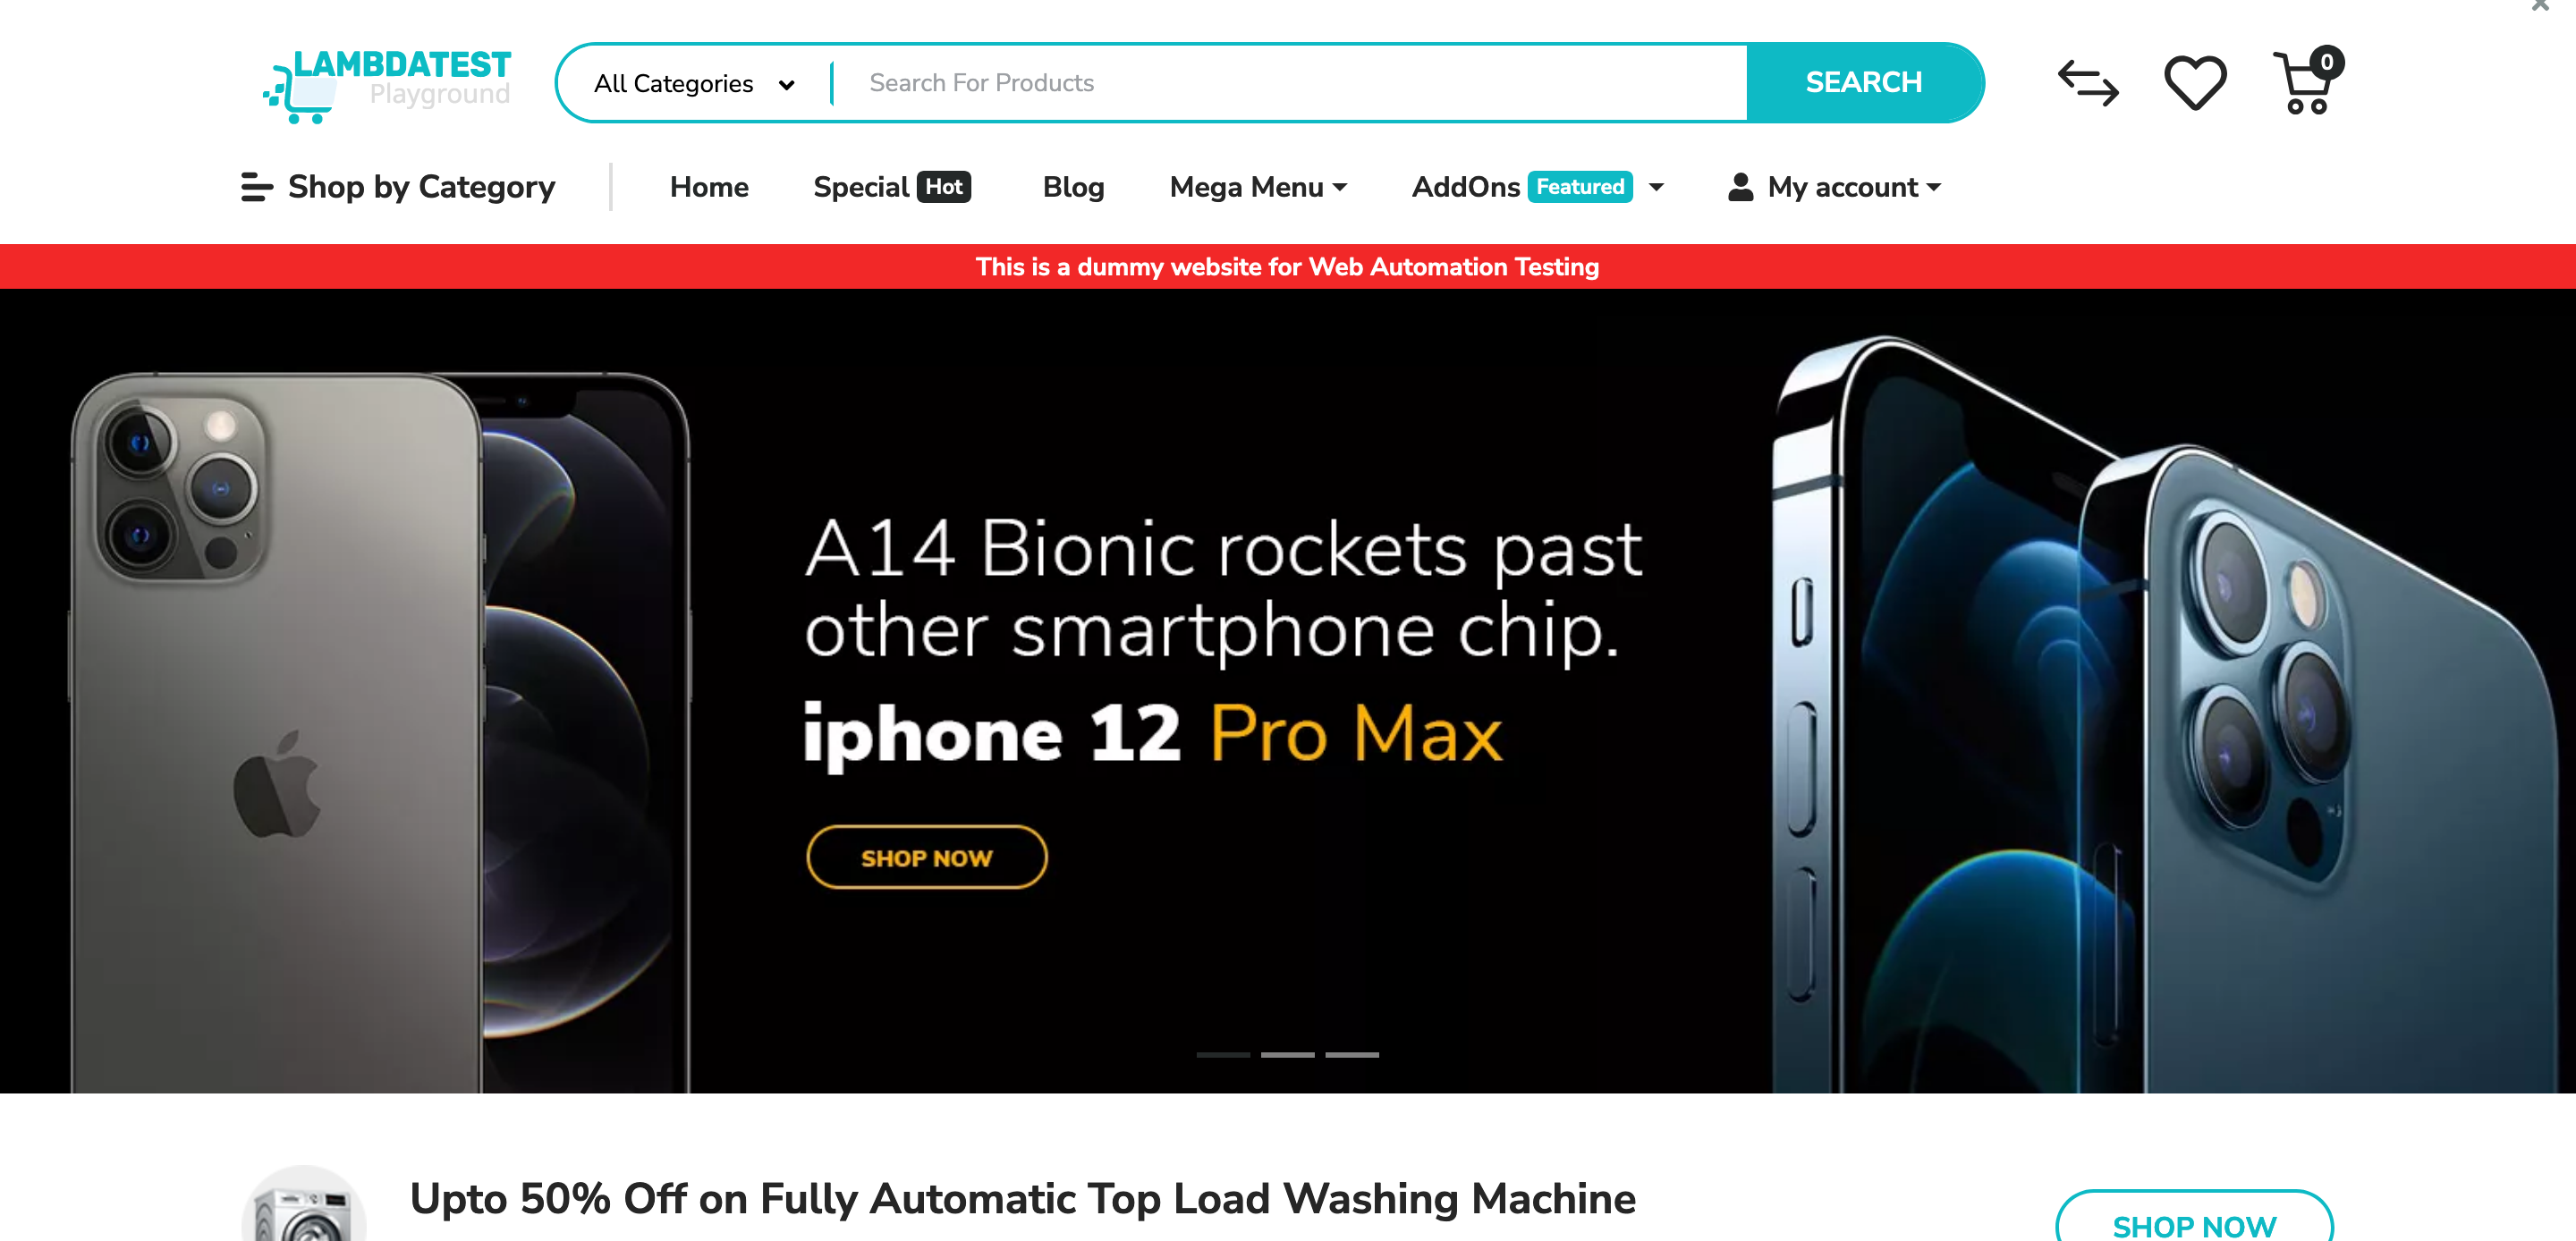 LAMBDATEST
Playground
All Categories
Search For Products
SEARCH
0
Shop by Category
Home
Special Hot
Blog
Mega Menu
AddOns Featured
My account
This is a dummy website for Web Automation Testing
A14 Bionic rockets past
other smartphone chip.
iphone 12 Pro Max
SHOP NOW
Upto 50% Off on Fully Automatic Top Load Washing Machine
SHOP NOW